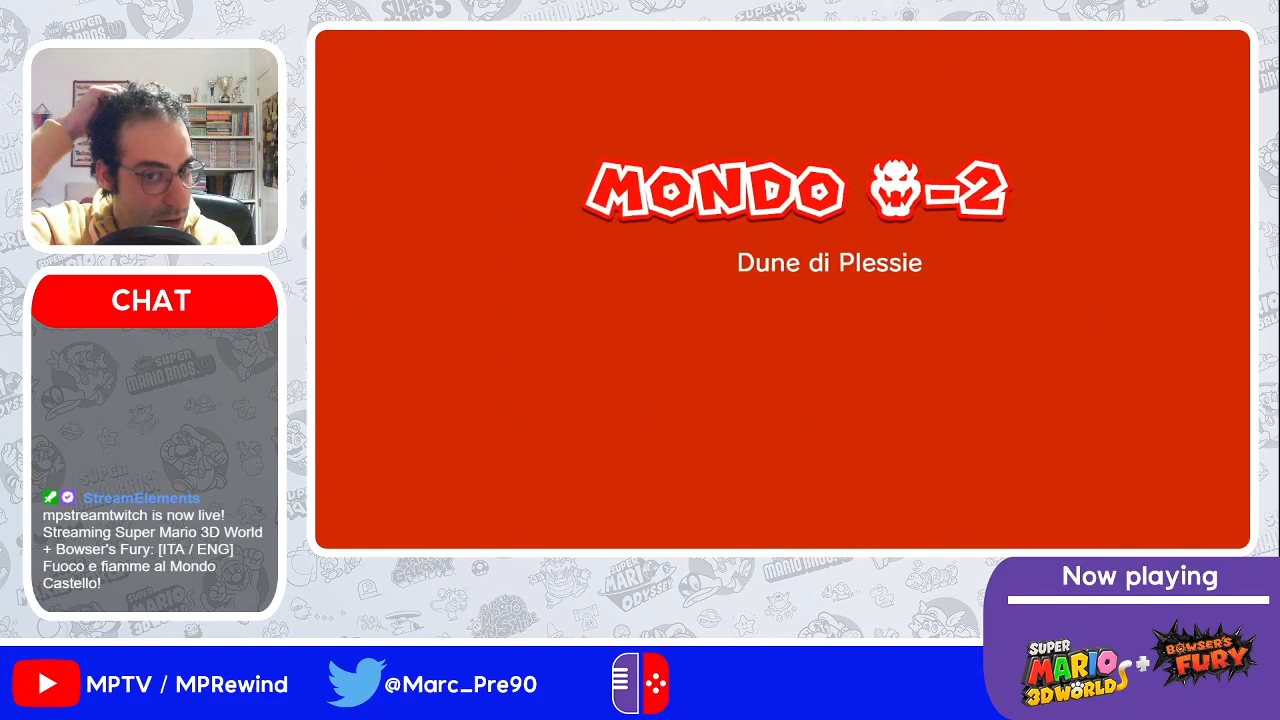 MONDO -2
Dune di Plessie
CHAT
StreamElements
mpstreamtwitch is now live!
Streaming Super Mario 3D World
+ Bowser's Fury: [ITA / ENG]
Fuoco e fiamme al Mondo
Castello!
Now playing
SUPER
MARIO
3D WORLD
+
BOWSER'S
FURY
MPTV / MPRewind
@Marc_Pre90